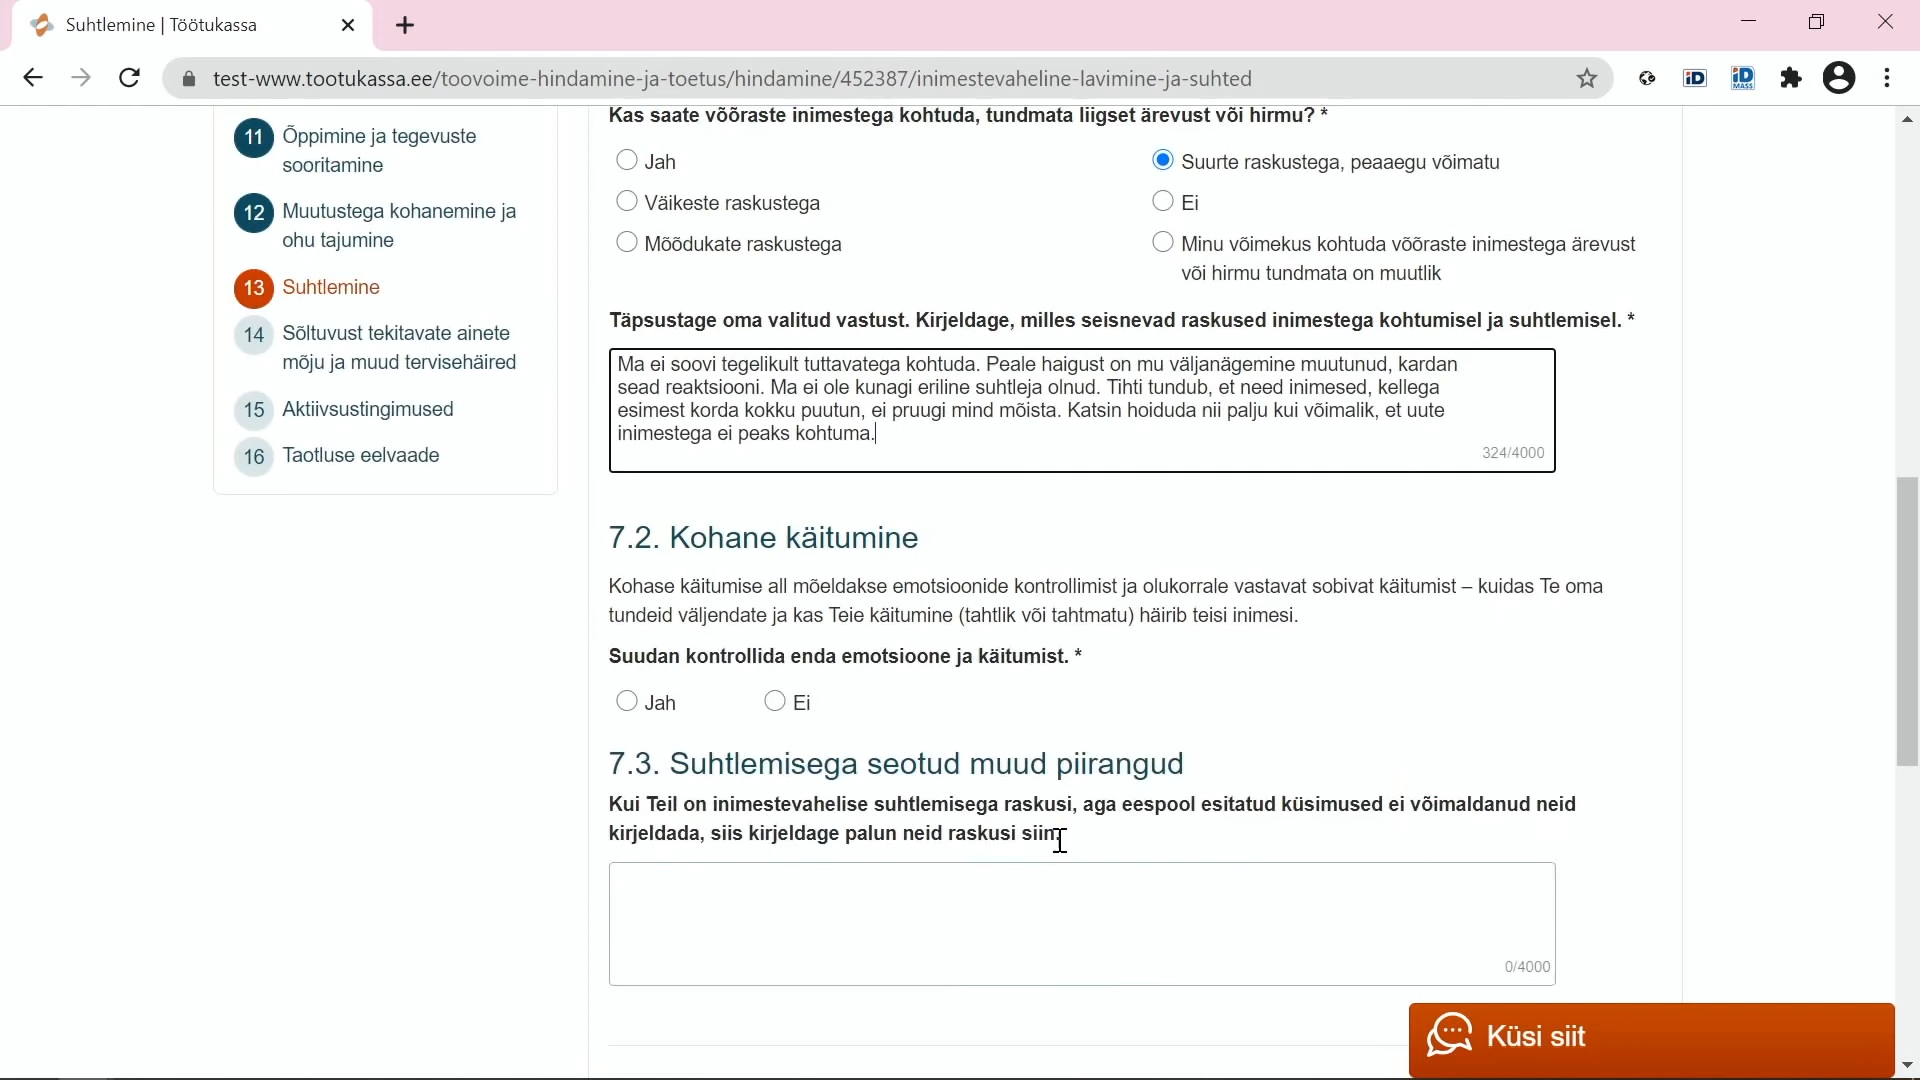 Suhtlemine | Töötukassa
test-www.tootukassa.ee/toovoime-hindamine-ja-toetus/hindamine/452387/inimestevaheline-lavimine-ja-suhted
iD
iD
MASS
11 Õppimine ja tegevuste
sooritamine
12 Muutustega kohanemine ja
ohu tajumine
13 Suhtlemine
14 Sõltuvust tekitavate ainete
mõju ja muud tervisehäired
15 Aktiivsustingimused
16 Taotluse eelvaade
Kas saate võõraste inimestega kohtuda, tundmata liigset ärevust või hirmu? *
Jah
Väikeste raskustega
Mõõdukate raskustega
Suurte raskustega, peaaegu võimatu
Ei
Minu võimekus kohtuda võõraste inimestega ärevust
või hirmu tundmata on muutlik
Täpsustage oma valitud vastust. Kirjeldage, milles seisnevad raskused inimestega kohtumisel ja suhtlemisel. *
Ma ei soovi tegelikult tuttavatega kohtuda. Peale haigust on mu väljanägemine muutunud, kardan
sead reaktsiooni. Ma ei ole kunagi eriline suhtleja olnud. Tihti tundub, et need inimesed, kellega
esimest korda kokku puutun, ei pruugi mind mõista. Katsin hoiduda nii palju kui võimalik, et uute
inimestega ei peaks kohtuma.
324/4000
7.2. Kohane käitumine
Kohase käitumise all mõeldakse emotsioonide kontrollimist ja olukorrale vastavat sobivat käitumist – kuidas Te oma
tundeid väljendate ja kas Teie käitumine (tahtlik või tahtmatu) häirib teisi inimesi.
Suudan kontrollida enda emotsioone ja käitumist. *
Jah
Ei
7.3. Suhtlemisega seotud muud piirangud
Kui Teil on inimestevahelise suhtlemisega raskusi, aga eespool esitatud küsimused ei võimaldanud neid
kirjeldada, siis kirjeldage palun neid raskusi siin.
0/4000
Küsi siit